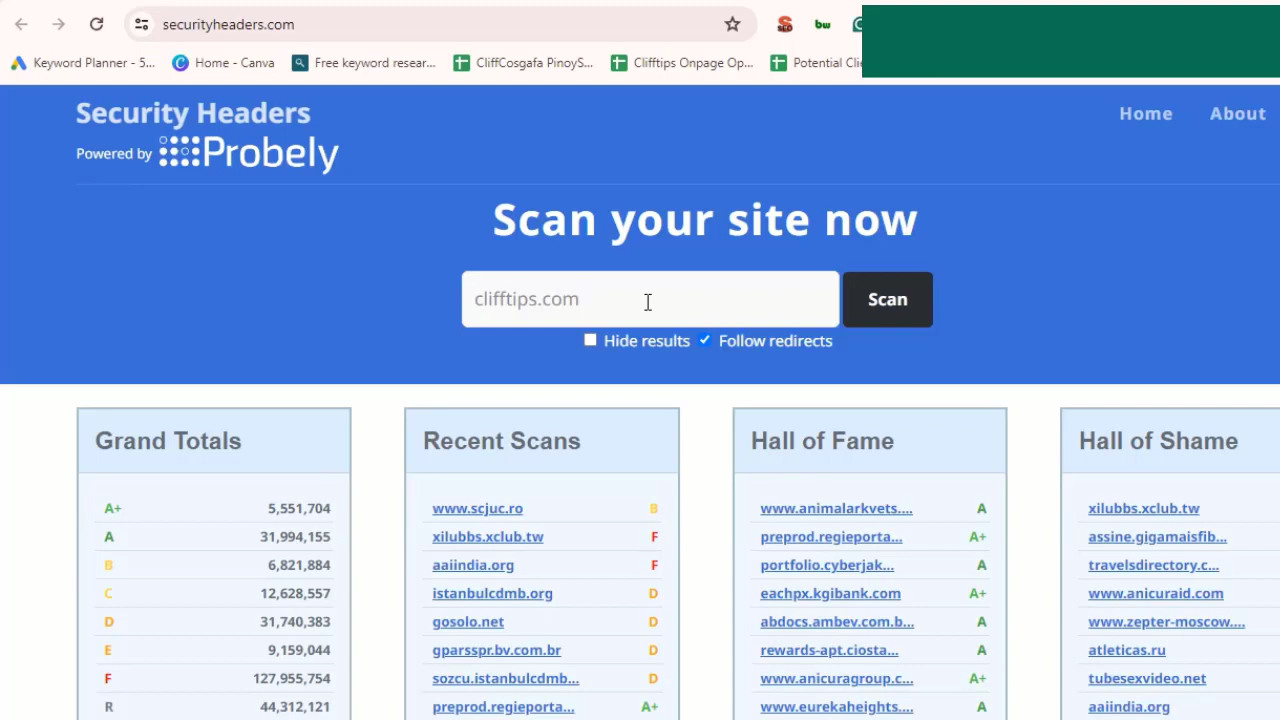 securityheaders.com
SEO
bw
Keyword Planner - 5...
Home - Canva
Free keyword resear...
CliffCosgafa PinoyS...
Clifftips Onpage Op...
Potential Clie
Security Headers
Home
About
Powered by Probely
Scan your site now
clifftips.com
Scan
Hide results
Follow redirects
Grand Totals
A+ 5,551,704
A 31,994,155
B 6,821,884
C 12,628,557
D 31,740,383
E 9,159,044
F 127,955,754
R 44,312,121
Recent Scans
www.scjuc.ro B
xilubbs.xclub.tw F
aaiindia.org F
istanbulcdmb.org D
gosolo.net D
gparsspr.bv.com.br D
sozcu.istanbulcdmb... D
preprod.regieporta... A+
Hall of Fame
www.animalarkvets.... A
preprod.regieporta... A+
portfolio.cyberjak... A
eachpx.kgibank.com A+
abdocs.ambev.com.b... A
rewards-apt.ciosta... A
www.anicuragroup.c... A+
www.eurekaheights.... A
Hall of Shame
xilubbs.xclub.tw
assine.gigamaisfib...
travelsdirectory.c...
www.anicuraid.com
www.zepter-moscow....
atleticas.ru
tubesexvideo.net
aaiindia.org